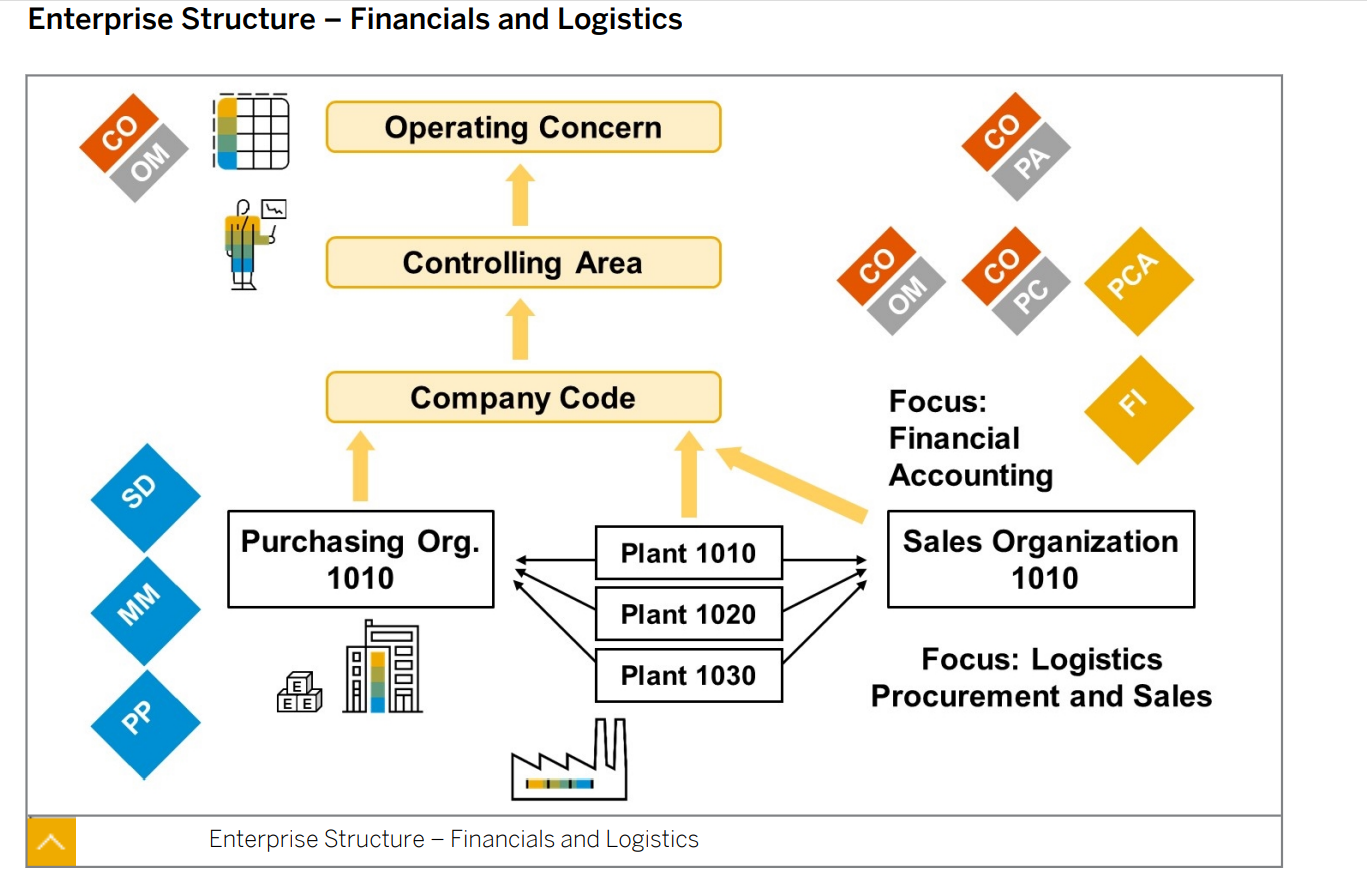 Enterprise Structure – Financials and Logistics
CO
OM
Operating Concern
CO
PA
Controlling Area
CO
OM
CO
PC
PCA
Company Code
Focus:
Financial
Accounting
FI
SD
MM
PP
Purchasing Org.
1010
Plant 1010
Plant 1020
Plant 1030
Sales Organization
1010
E
E E
Focus: Logistics
Procurement and Sales
Enterprise Structure – Financials and Logistics